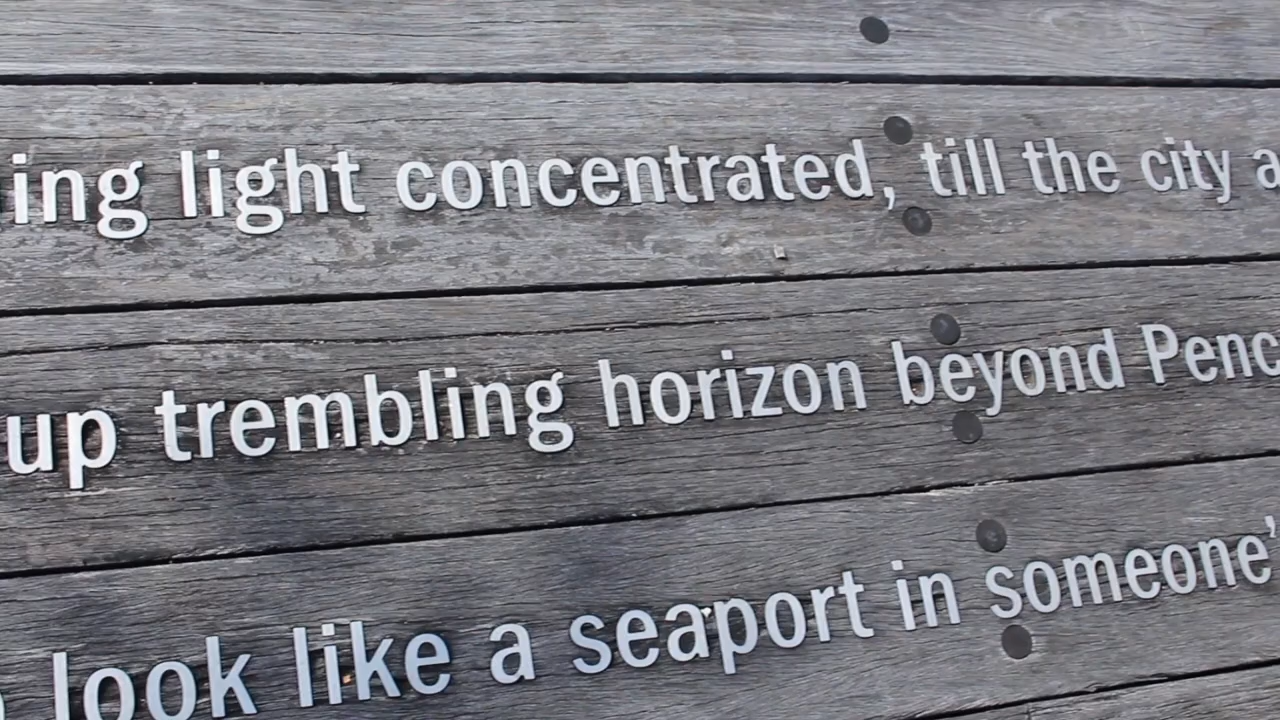 ing light concentrated, till the city a
up trembling horizon beyond Penc
look like a seaport in someone'